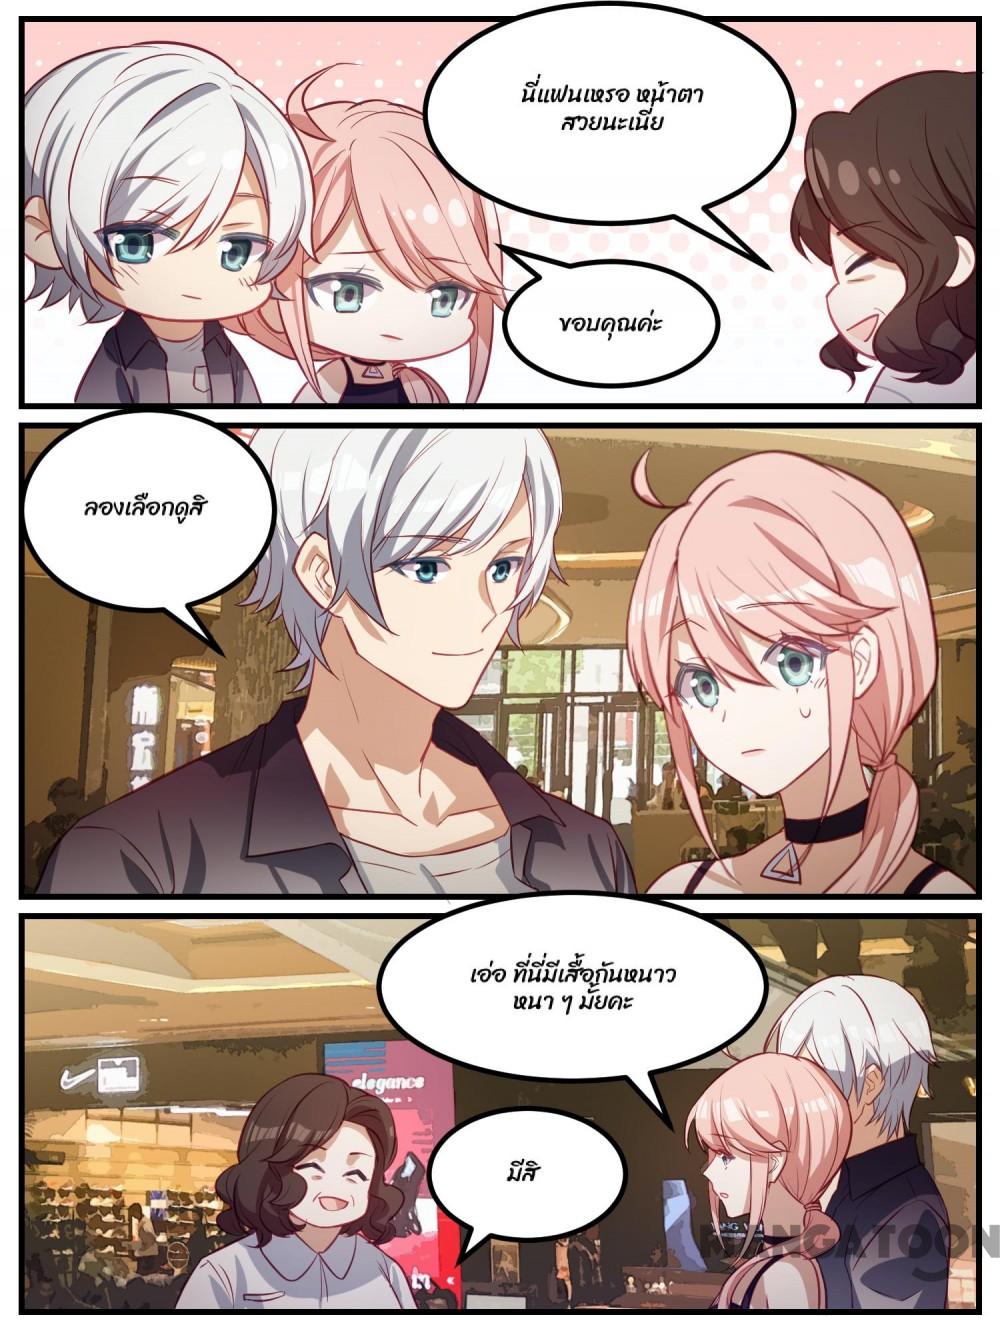 นี่แฟนเหรอ หน้าตา
สวยนะเนี่ย
ขอบคุณค่ะ
ลองเลือกดูสิ
เอ่อ ที่นี่มีเสื้อกันหนาว
หนา ๆ มั้ยคะ
elegance
มีสิ
MANGATOON